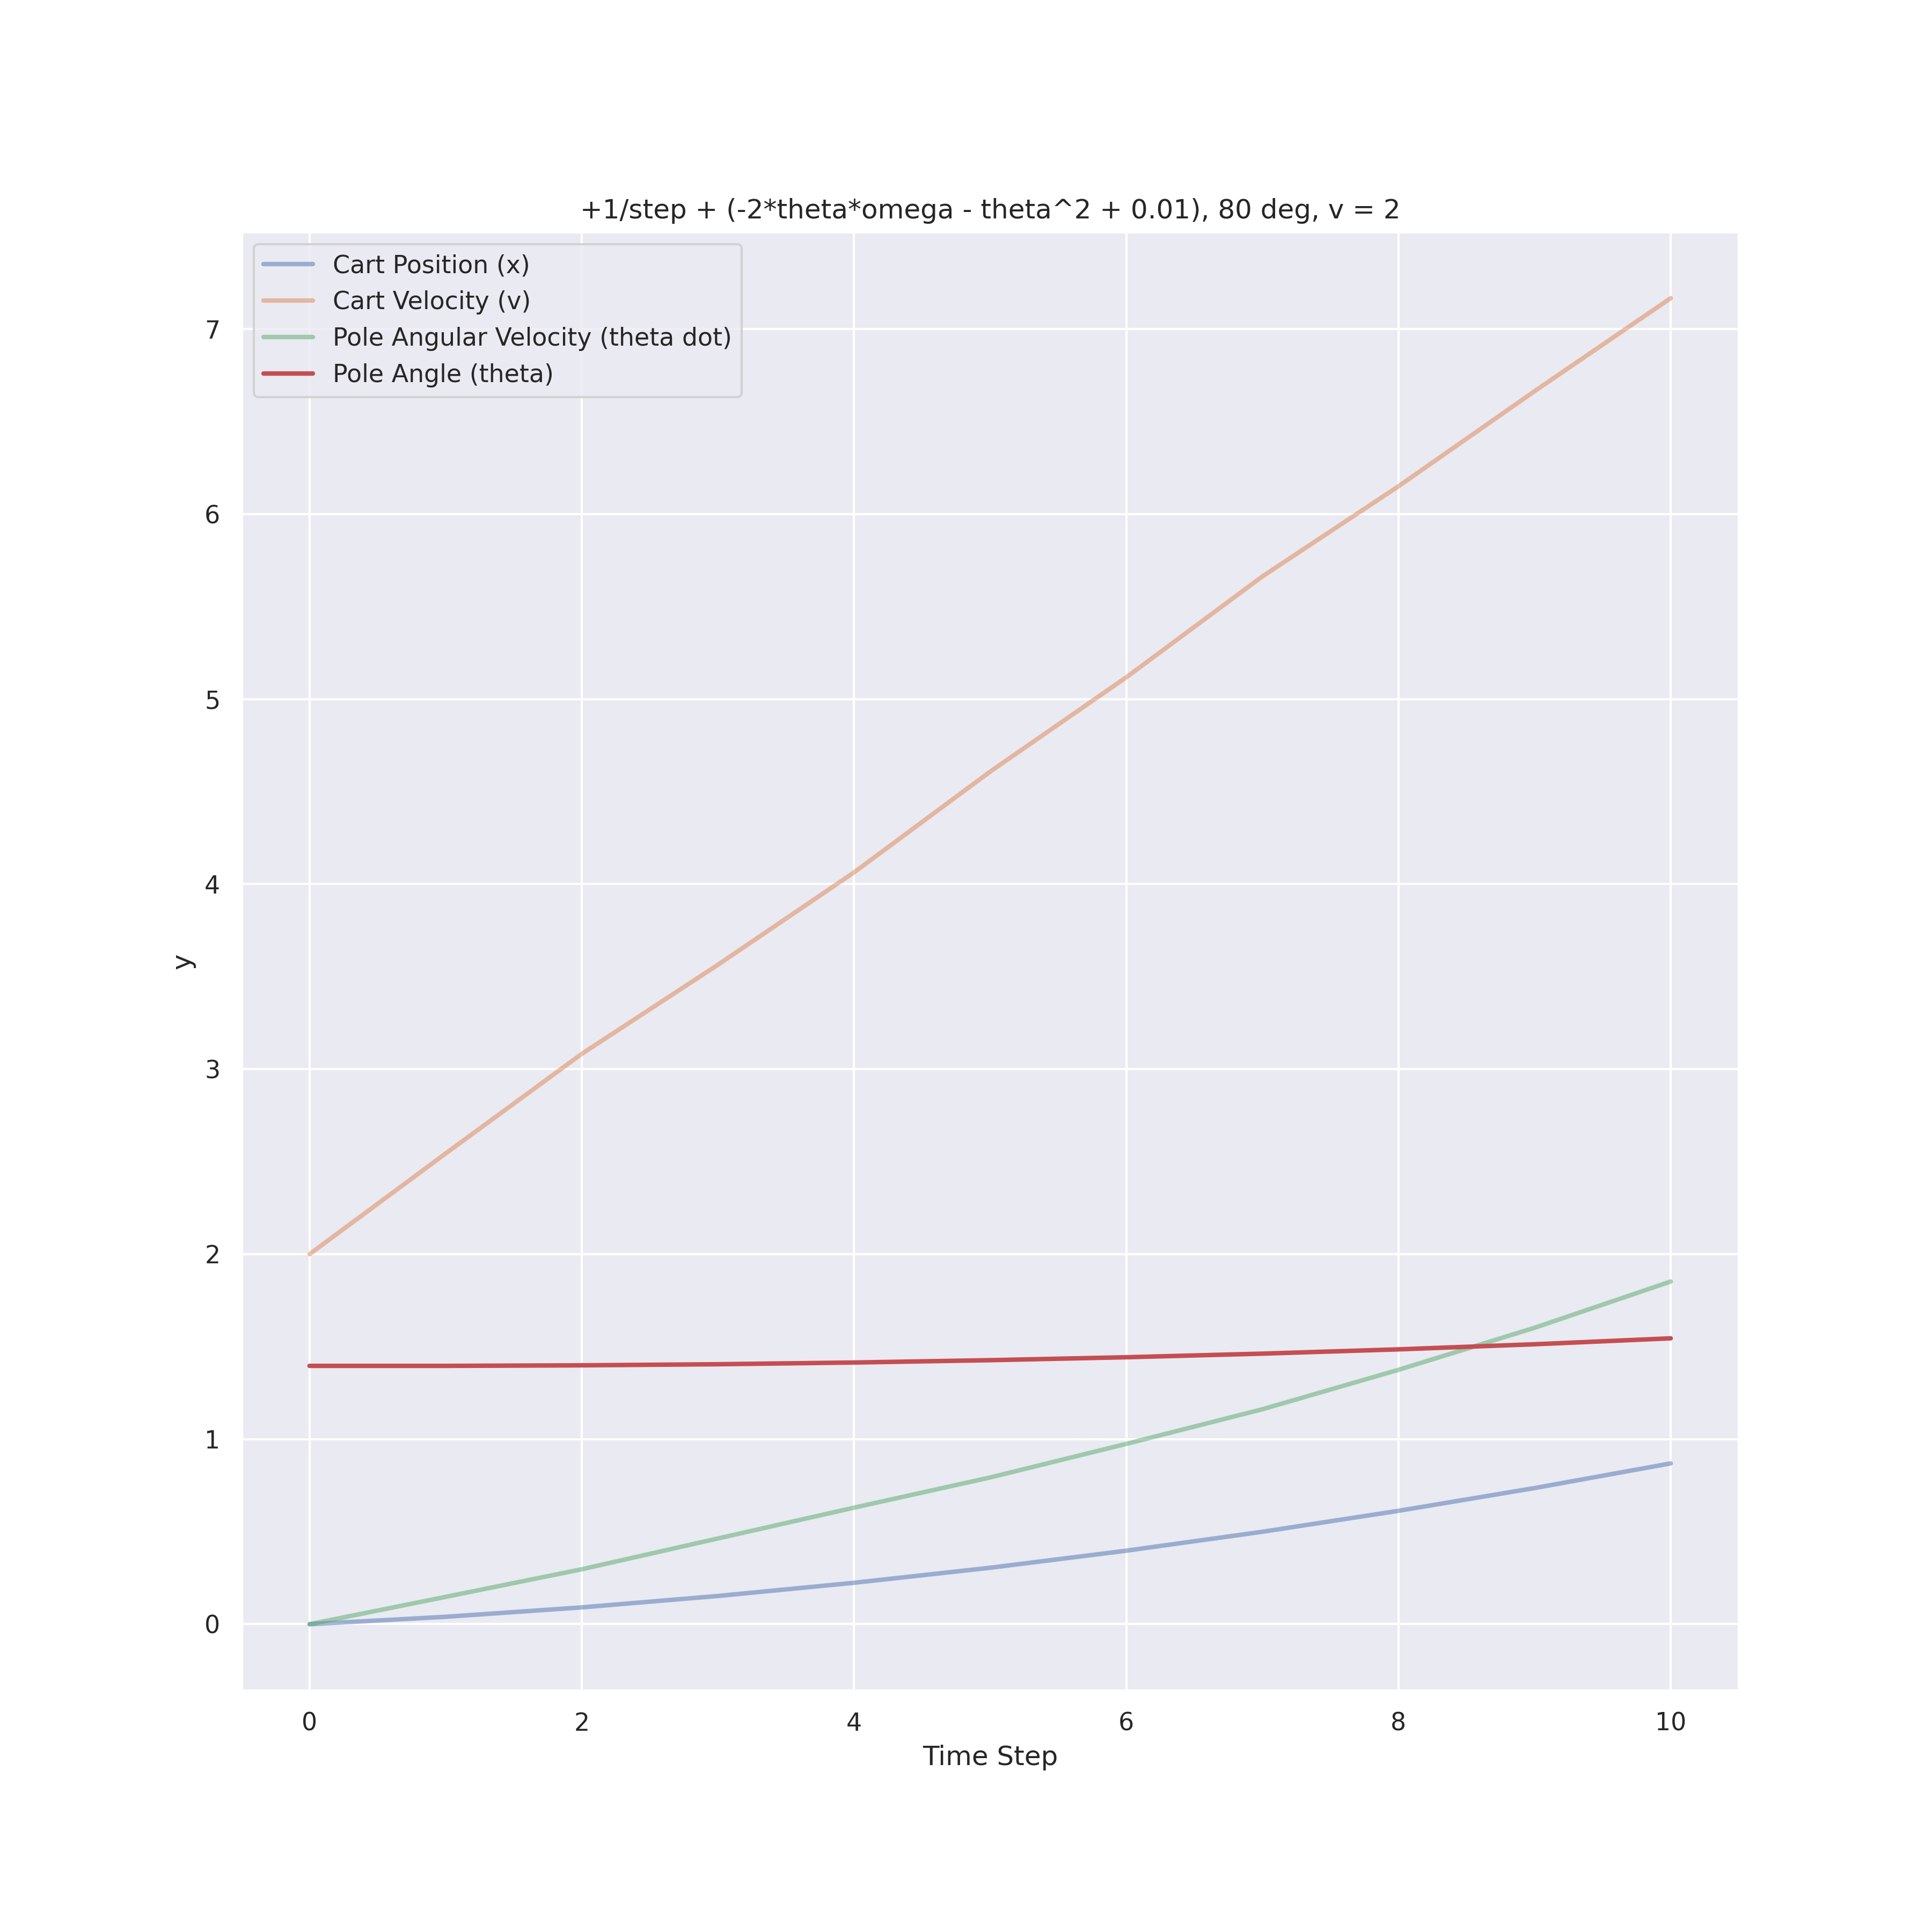 +1/step + (-2*theta*omega - theta^2 + 0.01), 80 deg, v = 2
Cart Position (x)
Cart Velocity (v)
Pole Angular Velocity (theta dot)
Pole Angle (theta)
7
6
5
4
3
2
1
0
y
0 2 4 6 8 10
Time Step